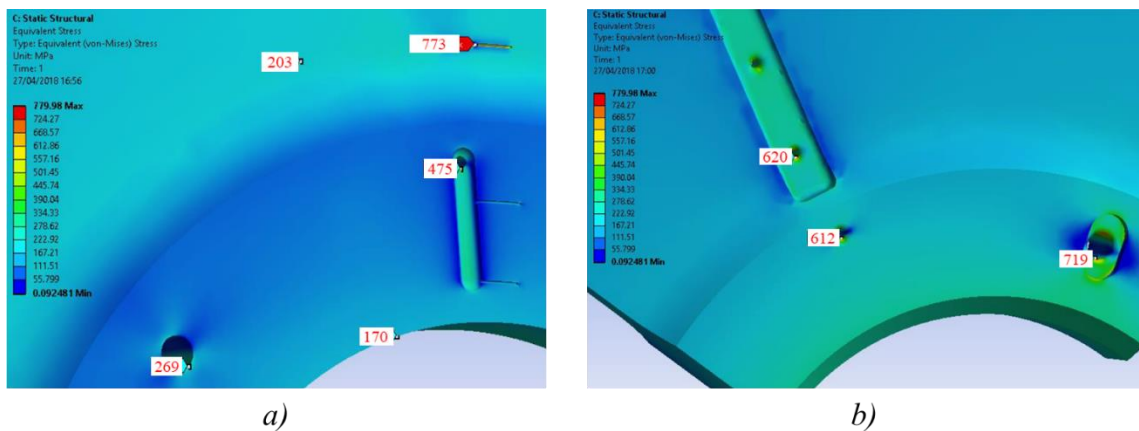 C: Static Structural
Equivalent Stress
Type: Equivalent (von-Mises) Stress
Unit: MPa
Time: 1
27/04/2018 16:56
779.98 Max
724.27
668.57
612.86
557.16
501.45
445.74
390.04
334.33
278.62
222.92
167.21
111.51
55.799
0.092481 Min
203
773
475
170
269
a)
C: Static Structural
Equivalent Stress
Type: Equivalent (von-Mises) Stress
Unit: MPa
Time: 1
27/04/2018 17:00
779.98 Max
724.27
668.57
612.86
557.16
501.45
445.74
390.04
334.33
278.62
222.92
167.21
111.51
55.799
0.092481 Min
620
612
719
b)